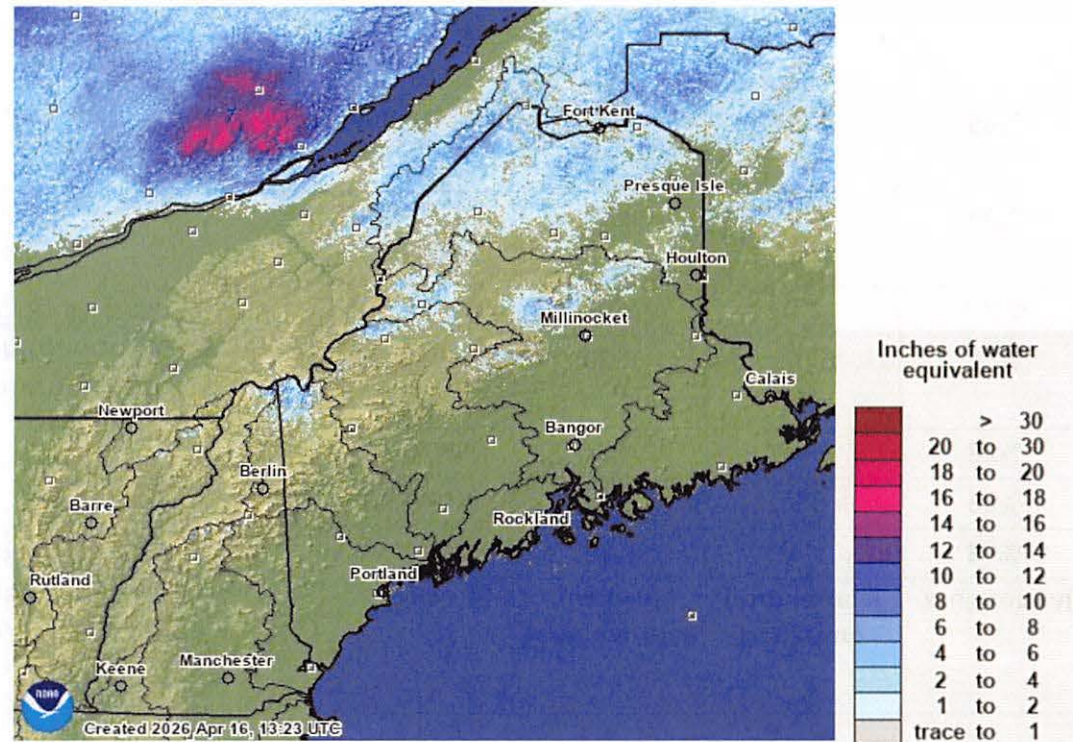 Fort Kent
Presque Isle
Houlton
Millinocket
Calais
Newport
Bangor
Berlin
Barre
Rockland
Portland
Rutland
Keene
Manchester
NOAA
Created 2026 Apr 16, 13:23 UTC
Inches of water
equivalent
> 30
20 to 30
18 to 20
16 to 18
14 to 16
12 to 14
10 to 12
8 to 10
6 to 8
4 to 6
2 to 4
1 to 2
trace to 1